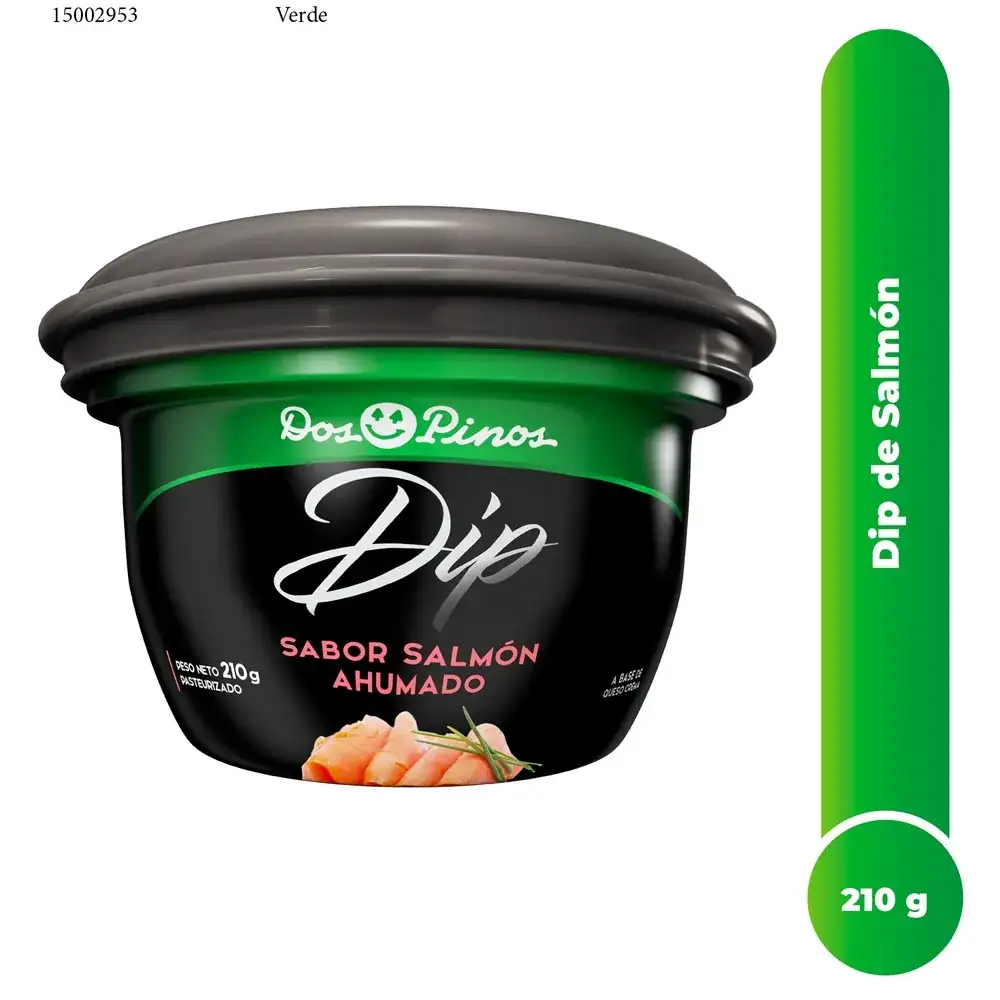 15002953 Verde
Dos Pinos
Dip
SABOR SALMÓN
AHUMADO
PESO NETO 210 g
PASTEURIZADO
A BASE DE
QUESO CREMA
Dip de Salmón
210 g